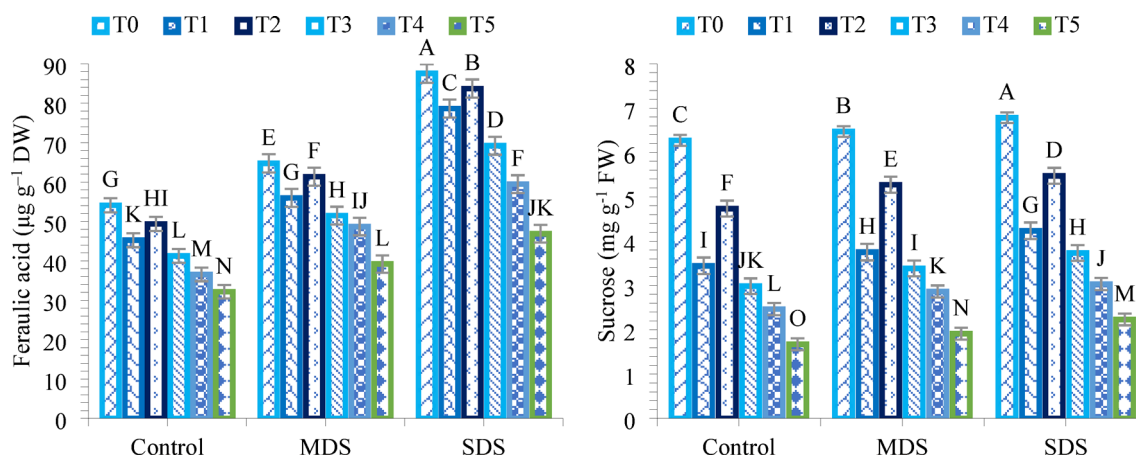 T0 T1 T2 T3 T4 T5
Feraulic acid (µg g⁻¹ DW)
90
80
70
60
50
40
30
20
10
0
G K HI L M N
E G F H IJ L
A C B D F JK
Control MDS SDS
T0 T1 T2 T3 T4 T5
Sucrose (mg g⁻¹ FW)
8
7
6
5
4
3
2
1
0
C I F JK L O
B H E I K N
A G D H J M
Control MDS SDS